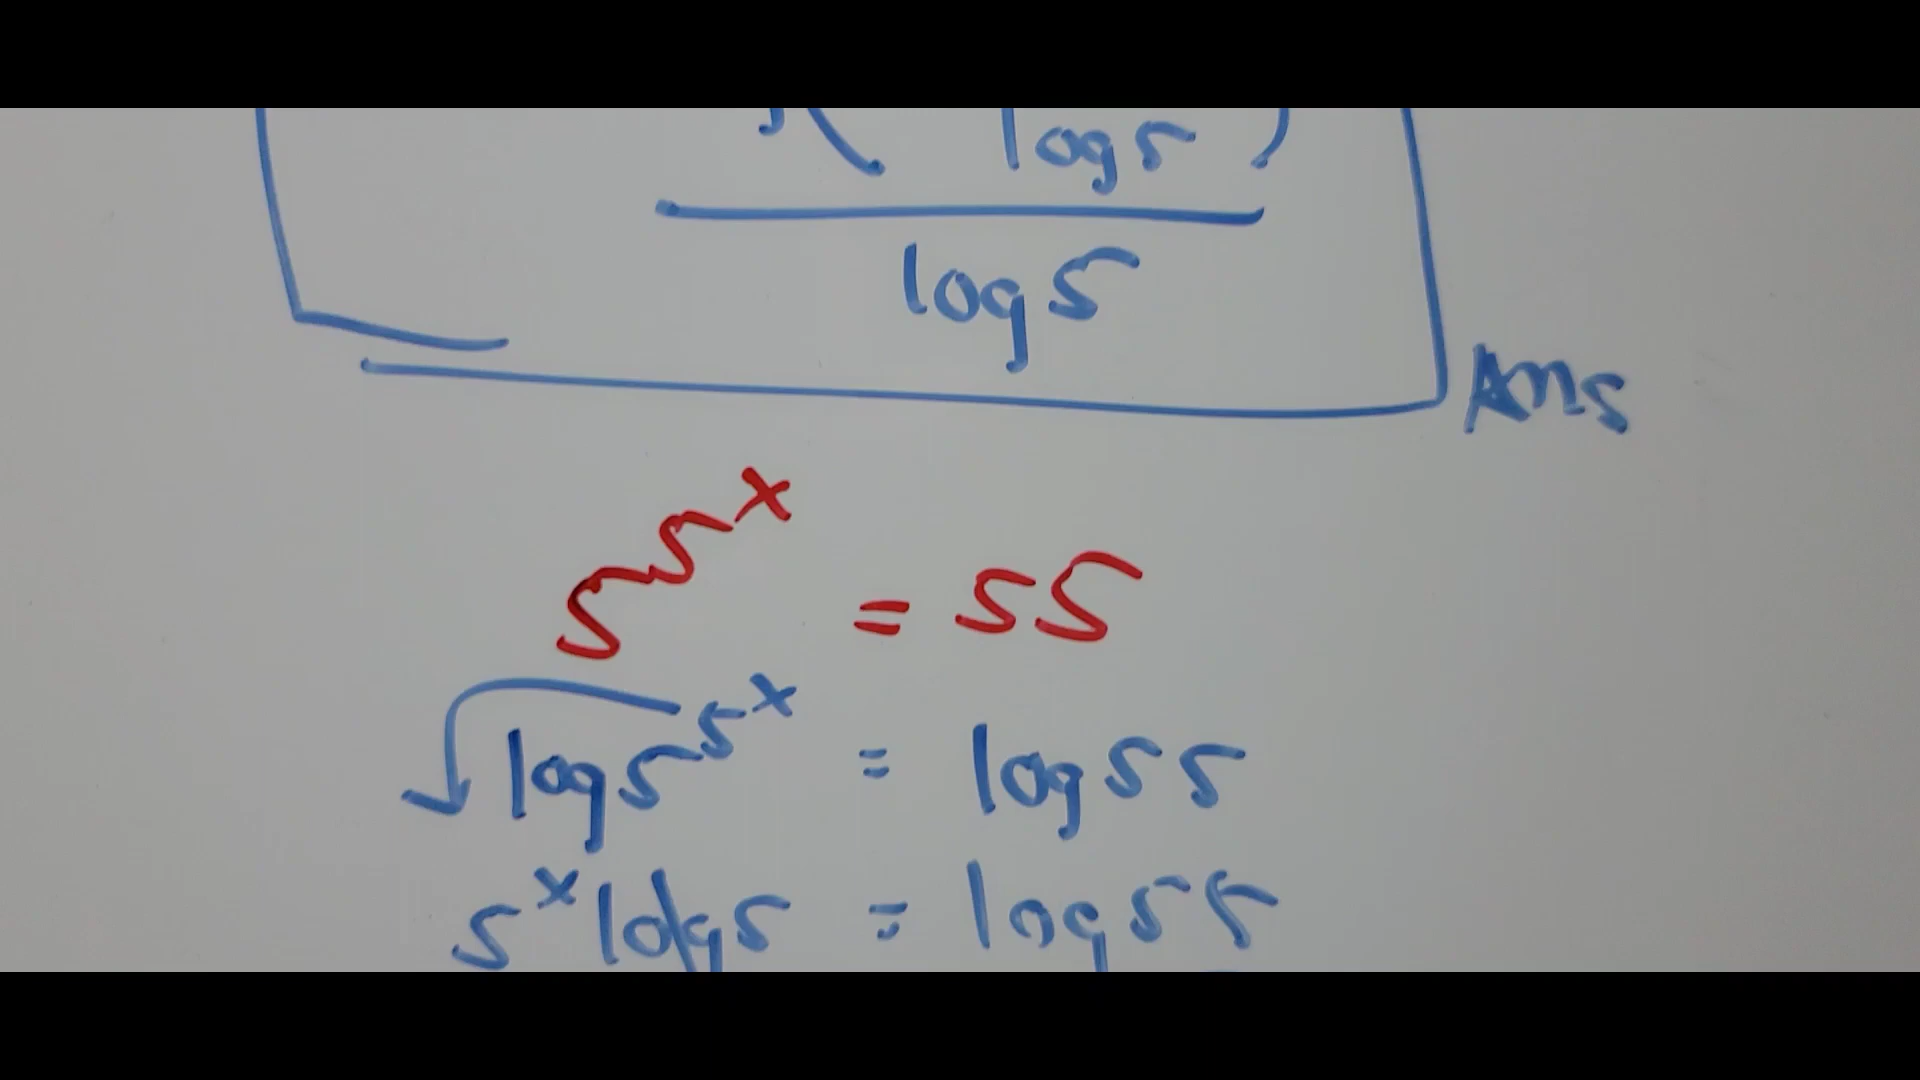 ( log5 )
log5
Ans
5^5^x = 55
log5^5^x = log55
5^x log5 = log55